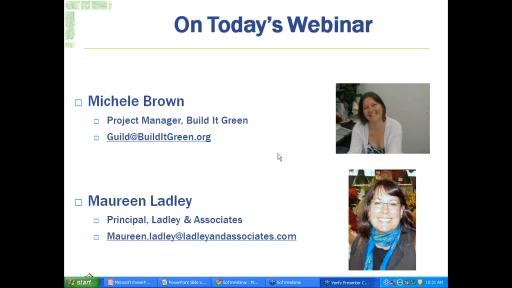 On Today's Webinar
Michele Brown
Project Manager, Build It Green
Guild@BuildItGreen.org
Maureen Ladley
Principal, Ladley & Associates
Maureen.ladley@ladleyandassociates.com
start